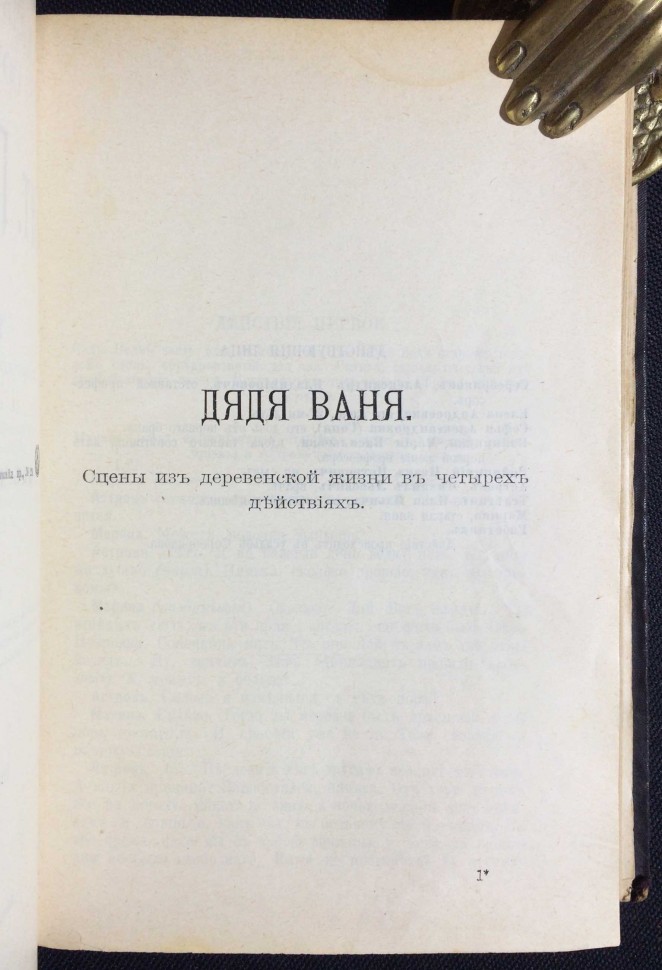 ДЯДЯ ВАНЯ.
Сцены изъ деревенской жизни въ четырехъ
дѣйствіяхъ.
1*